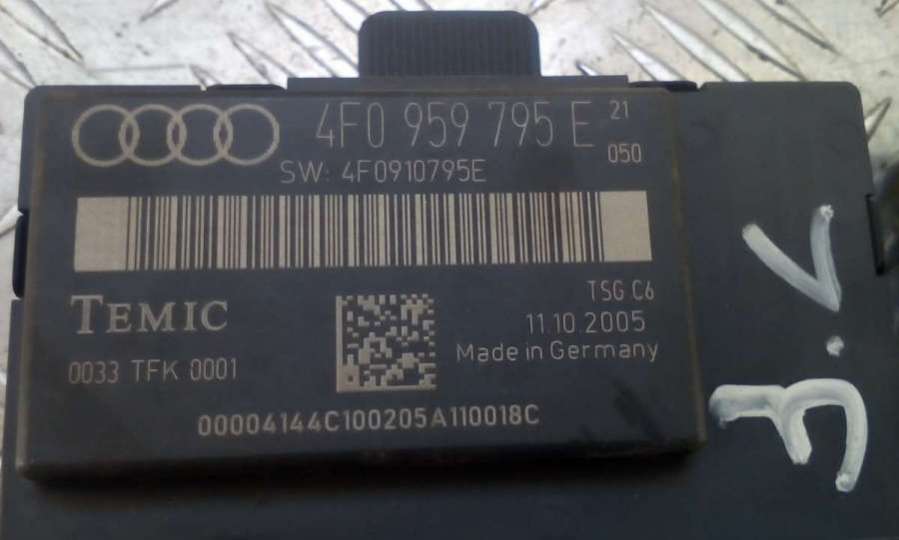 4F0 959 795 E 21
050
SW: 4F0910795E
TEMIC
TSG C6
11.10.2005
Made in Germany
0033 TFK 0001
00004144C100205A110018C